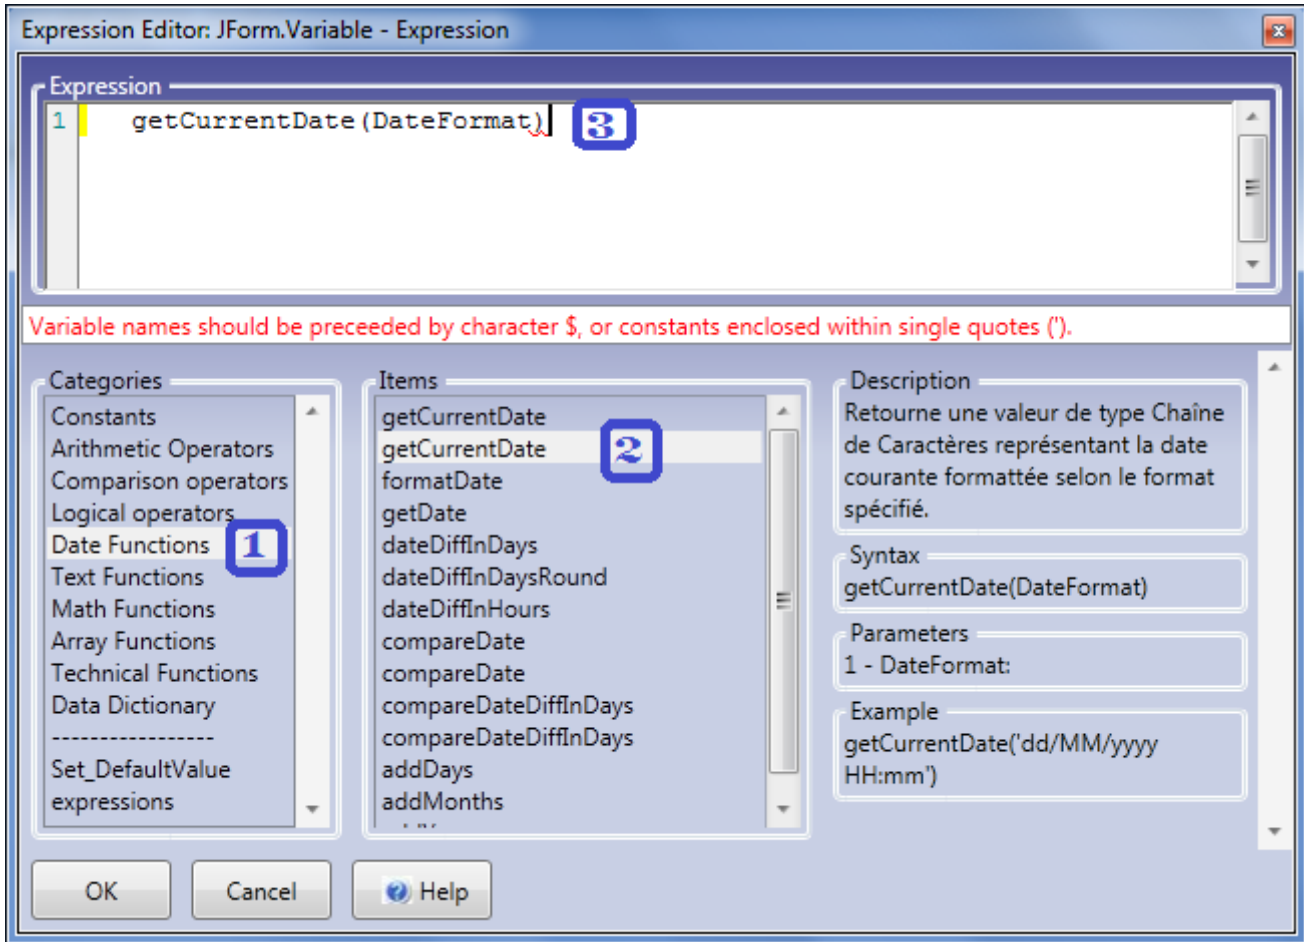 Expression Editor: JForm.Variable - Expression
Expression
1 getCurrentDate(DateFormat)
3
Variable names should be preceeded by character $, or constants enclosed within single quotes (').
Categories
Constants
Arithmetic Operators
Comparison operators
Logical operators
Date Functions
1
Text Functions
Math Functions
Array Functions
Technical Functions
Data Dictionary
-----------------
Set_DefaultValue
expressions
Items
getCurrentDate
getCurrentDate
2
formatDate
getDate
dateDiffInDays
dateDiffInDaysRound
dateDiffInHours
compareDate
compareDate
compareDateDiffInDays
compareDateDiffInDays
addDays
addMonths
Description
Retourne une valeur de type Chaîne
de Caractères représentant la date
courante formattée selon le format
spécifié.
Syntax
getCurrentDate(DateFormat)
Parameters
1 - DateFormat:
Example
getCurrentDate('dd/MM/yyyy
HH:mm')
OK
Cancel
Help